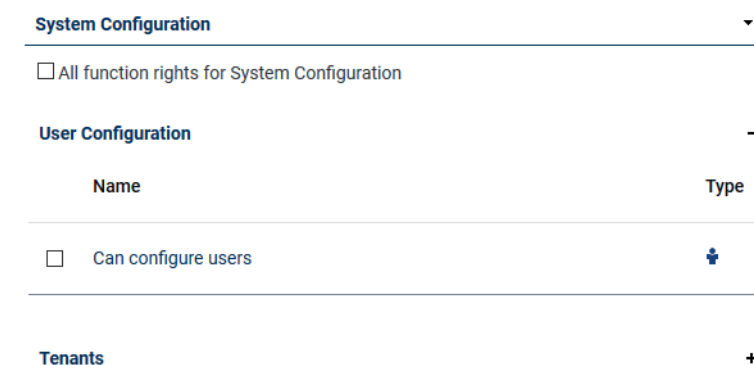 System Configuration
All function rights for System Configuration
User Configuration
Name Type
Can configure users
Tenants